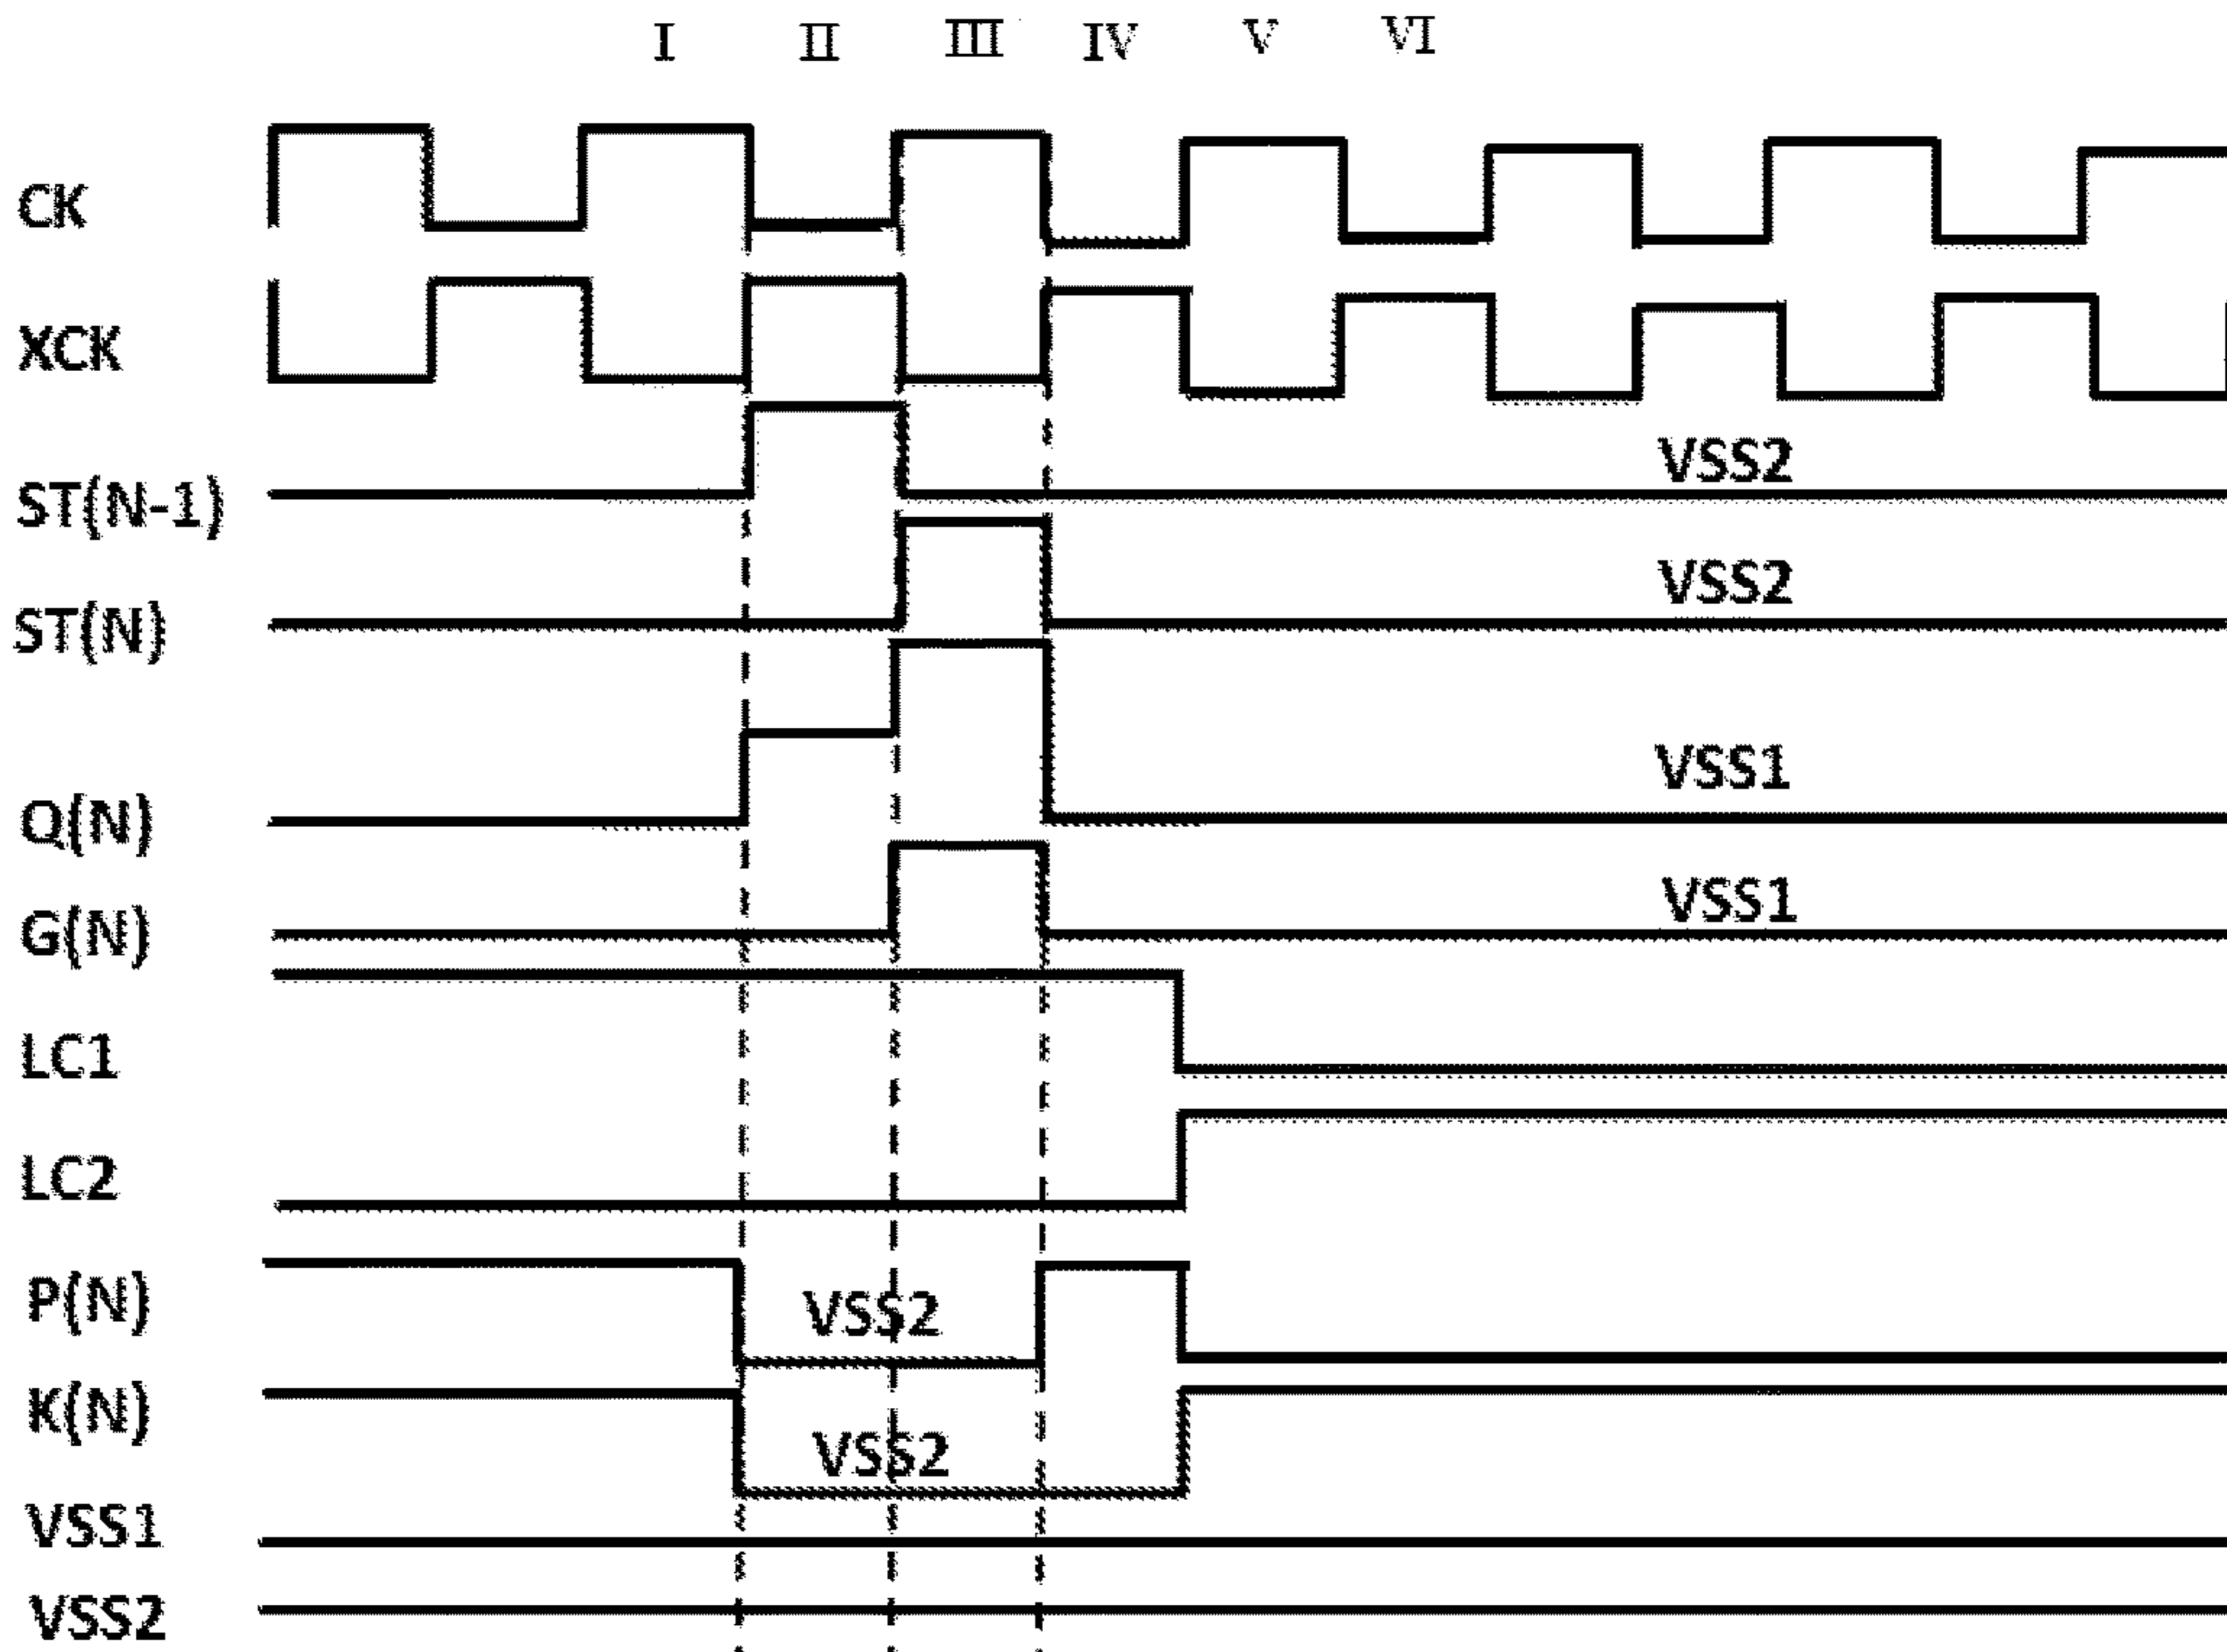 I II III IV V VI
CK
XCK
VSS2
ST(N-1)
VSS2
ST(N)
VSS1
Q(N)
VSS1
G(N)
LC1
LC2
P(N) VSS2
K(N)
VSS2
VSS1
VSS2